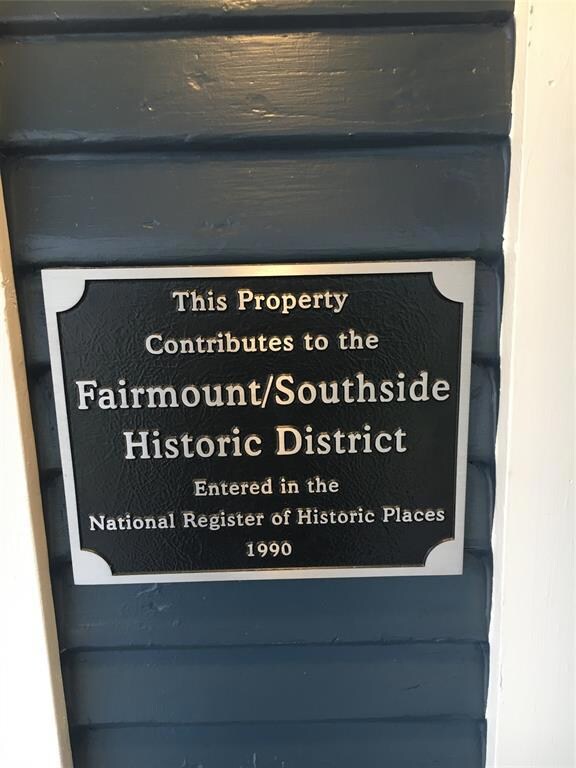 This Property
Contributes to the
Fairmount/Southside
Historic District
Entered in the
National Register of Historic Places
1990